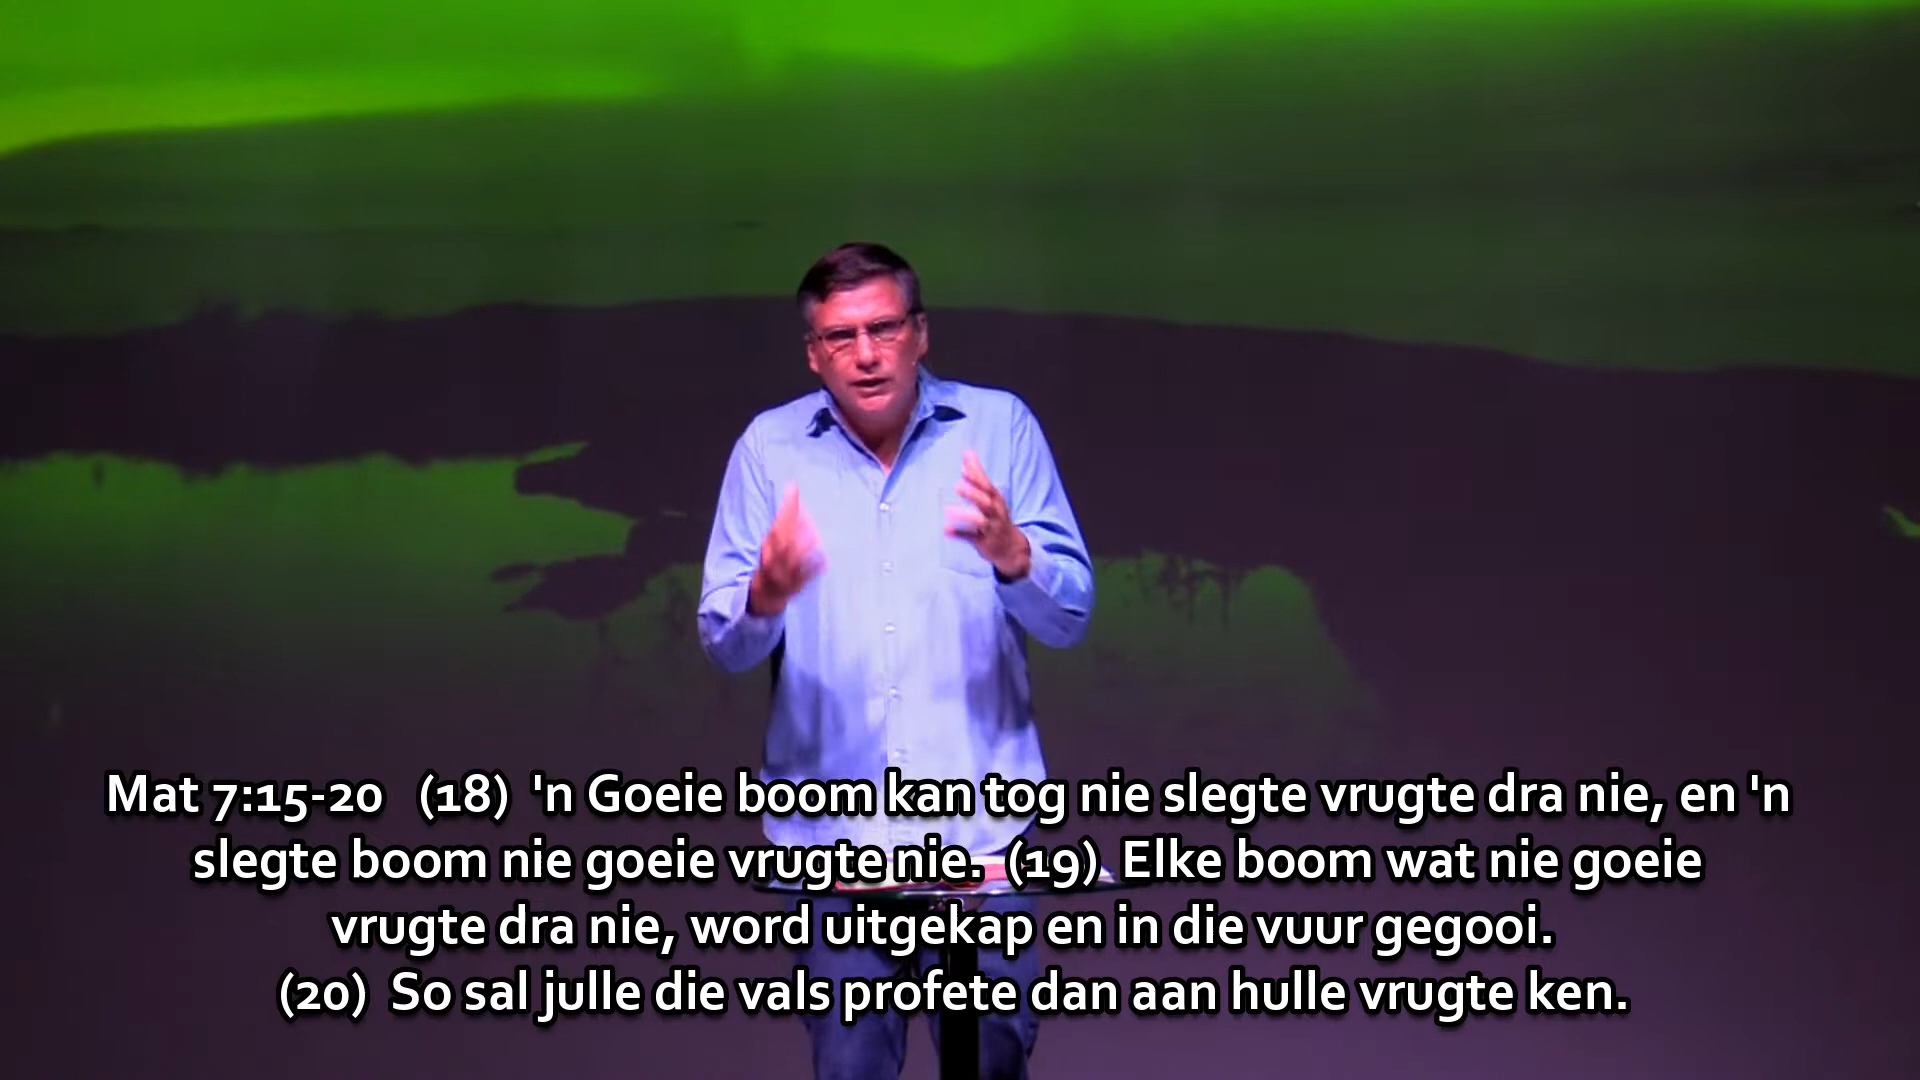 Mat 7:15-20 (18) 'n Goeie boom kan tog nie slegte vrugte dra nie, en 'n
slegte boom nie goeie vrugte nie. (19) Elke boom wat nie goeie
vrugte dra nie, word uitgekap en in die vuur gegooi.
(20) So sal julle die vals profete dan aan hulle vrugte ken.